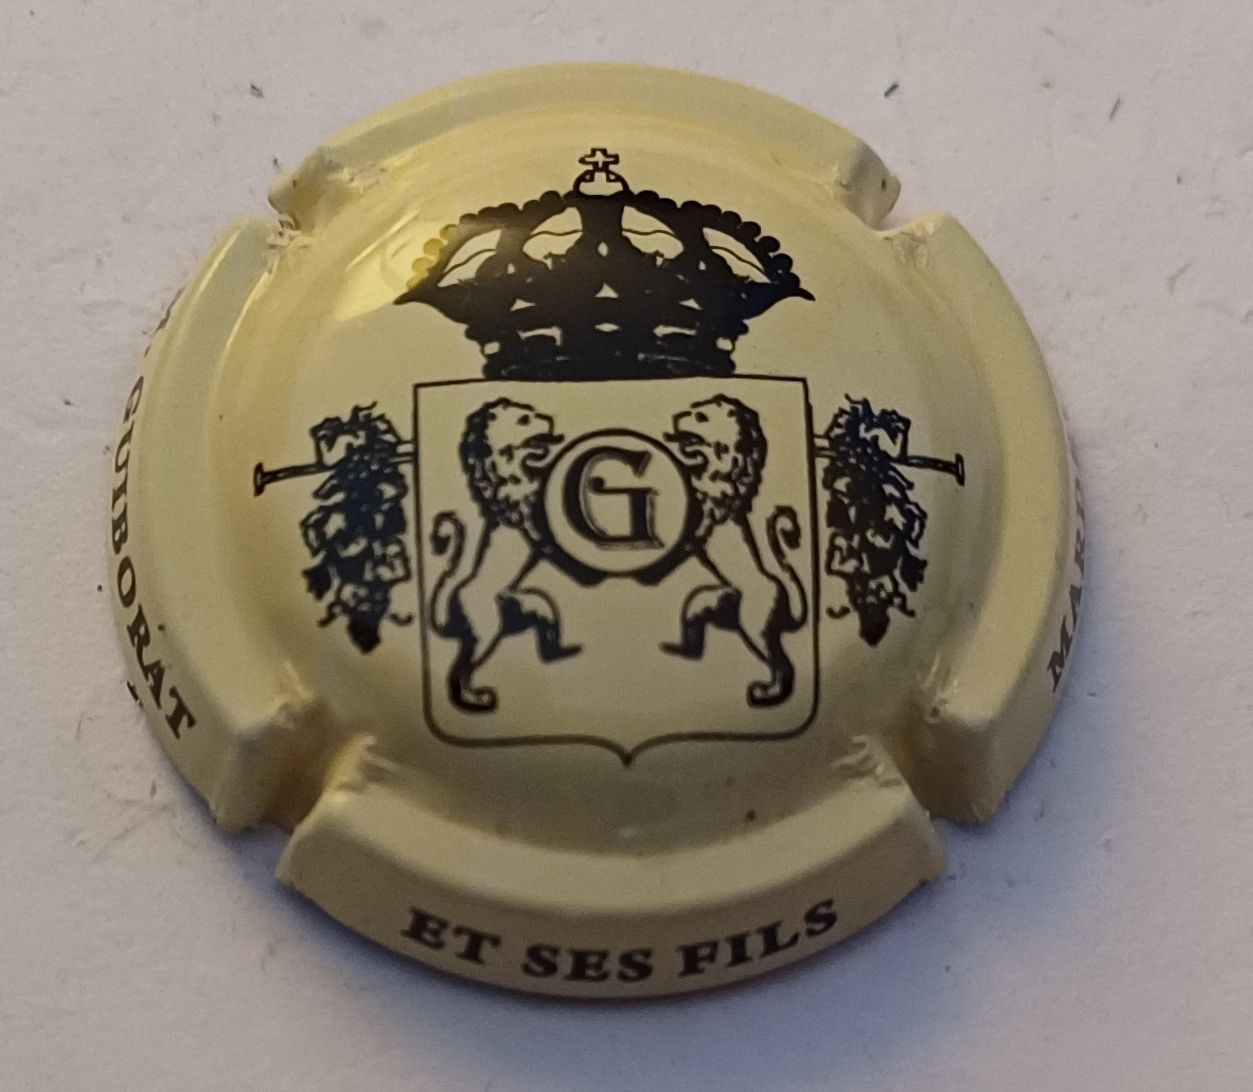 G
GUIBORAT
ET SES FILS